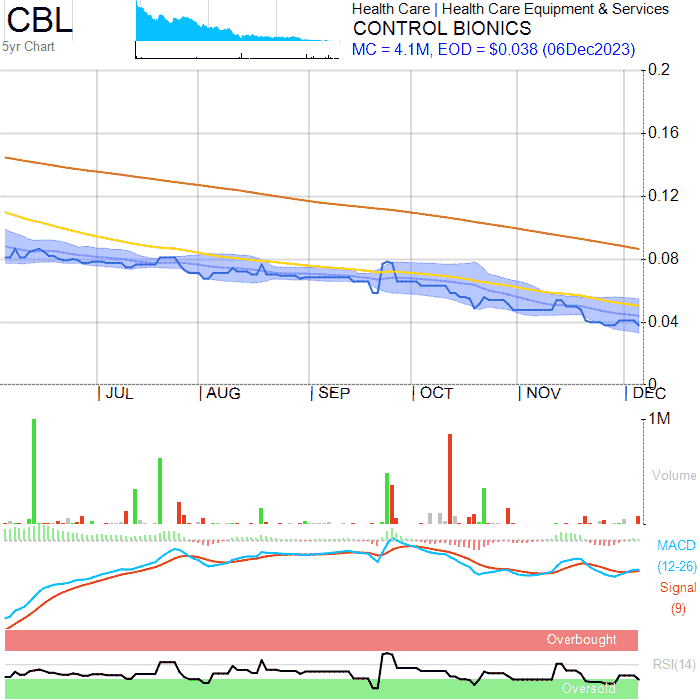 CBL
5yr Chart
Health Care | Health Care Equipment & Services
CONTROL BIONICS
MC = 4.1M, EOD = $0.038 (06Dec2023)
0.2
0.16
0.12
0.08
0.04
0
JUL
AUG
SEP
OCT
NOV
DEC
1M
Volume
MACD
(12-26)
Signal
(9)
Overbought
RSI(14)
Oversold